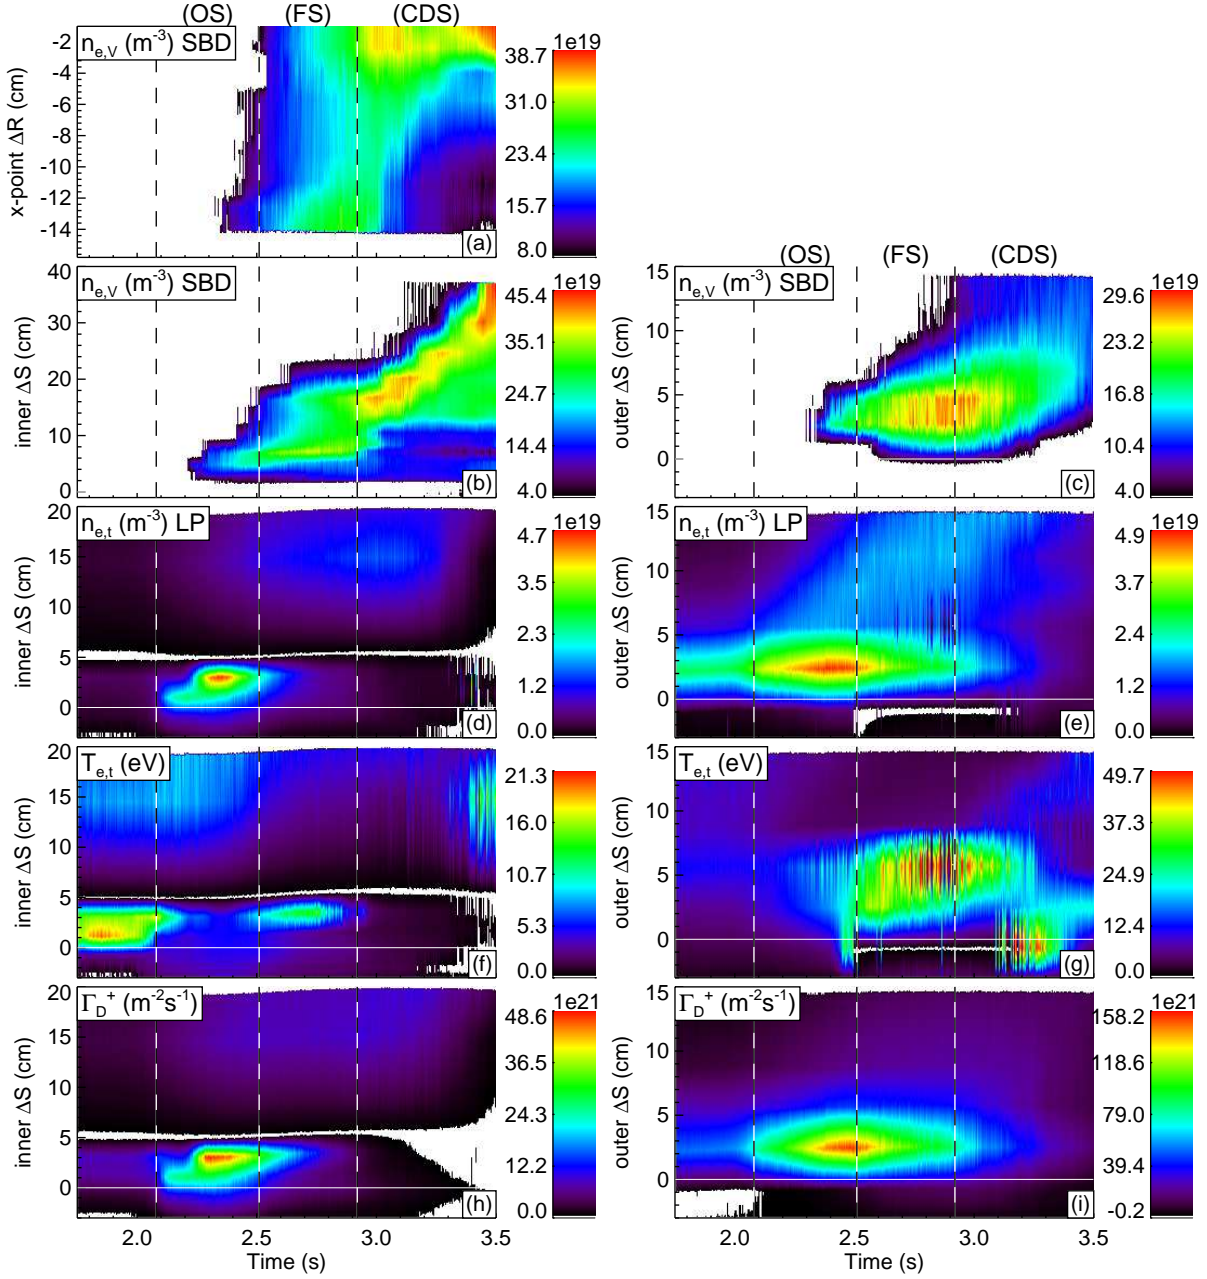 (OS) (FS) (CDS)
n_e,V (m^-3) SBD
1e19
-2
-4
-6
-8
-10
-12
-14
x-point ΔR (cm)
38.7
31.0
23.4
15.7
8.0
(a)
n_e,V (m^-3) SBD
1e19
40
30
20
10
0
inner ΔS (cm)
45.4
35.1
24.7
14.4
4.0
(b)
(OS) (FS) (CDS)
n_e,V (m^-3) SBD
1e19
15
10
5
0
outer ΔS (cm)
29.6
23.2
16.8
10.4
4.0
(c)
n_e,t (m^-3) LP
1e19
20
15
10
5
0
inner ΔS (cm)
4.7
3.5
2.3
1.2
0.0
(d)
n_e,t (m^-3) LP
1e19
15
10
5
0
outer ΔS (cm)
4.9
3.7
2.4
1.2
0.0
(e)
T_e,t (eV)
20
15
10
5
0
inner ΔS (cm)
21.3
16.0
10.7
5.3
0.0
(f)
T_e,t (eV)
15
10
5
0
outer ΔS (cm)
49.7
37.3
24.9
12.4
0.0
(g)
Γ_D^+ (m^-2 s^-1)
1e21
20
15
10
5
0
inner ΔS (cm)
48.6
36.5
24.3
12.2
0.0
(h)
2.0 2.5 3.0 3.5
Time (s)
Γ_D^+ (m^-2 s^-1)
1e21
15
10
5
0
outer ΔS (cm)
158.2
118.6
79.0
39.4
-0.2
(i)
2.0 2.5 3.0 3.5
Time (s)